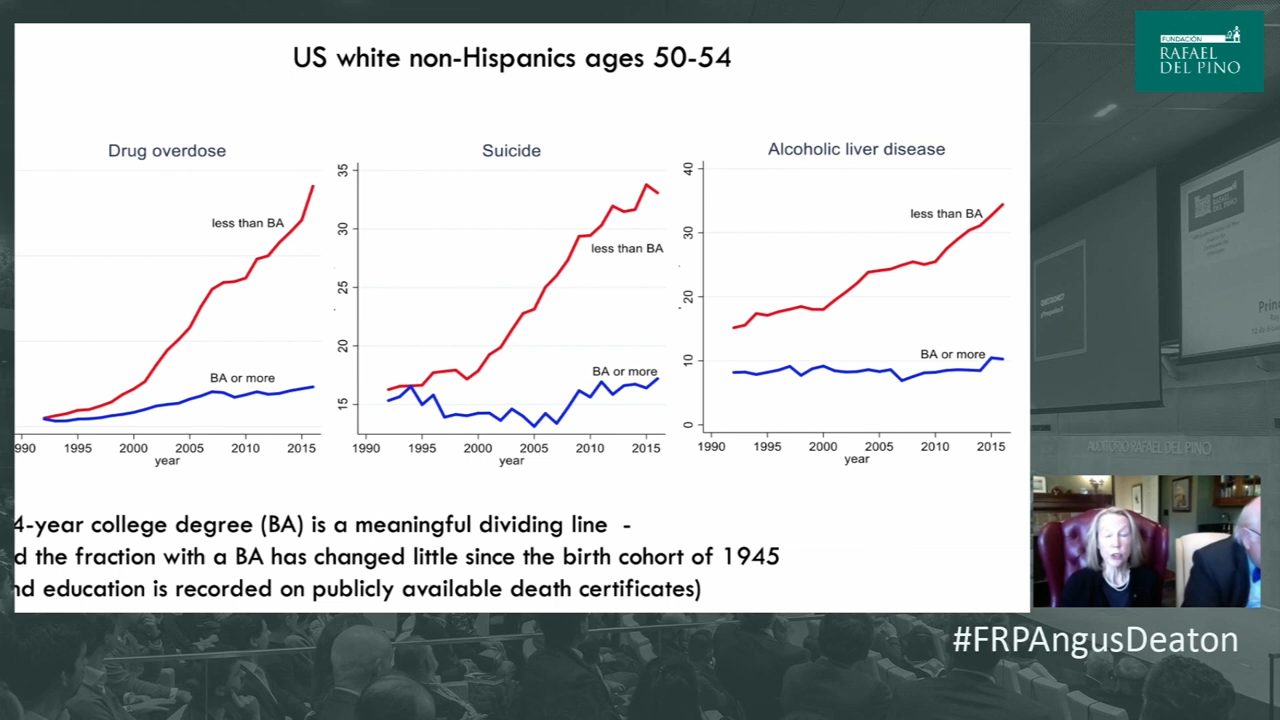 US white non-Hispanics ages 50-54
FUNDACIÓN
RAFAEL
DEL PINO
Drug overdose
less than BA
BA or more
990 1995 2000 2005 2010 2015
year
Suicide
35
30
25
20
15
less than BA
BA or more
1990 1995 2000 2005 2010 2015
year
Alcoholic liver disease
40
30
20
10
0
less than BA
BA or more
1990 1995 2000 2005 2010 2015
year
4-year college degree (BA) is a meaningful dividing line -
d the fraction with a BA has changed little since the birth cohort of 1945
nd education is recorded on publicly available death certificates)
AUDITORIO RAFAEL DEL PINO
#FRPAngusDeaton